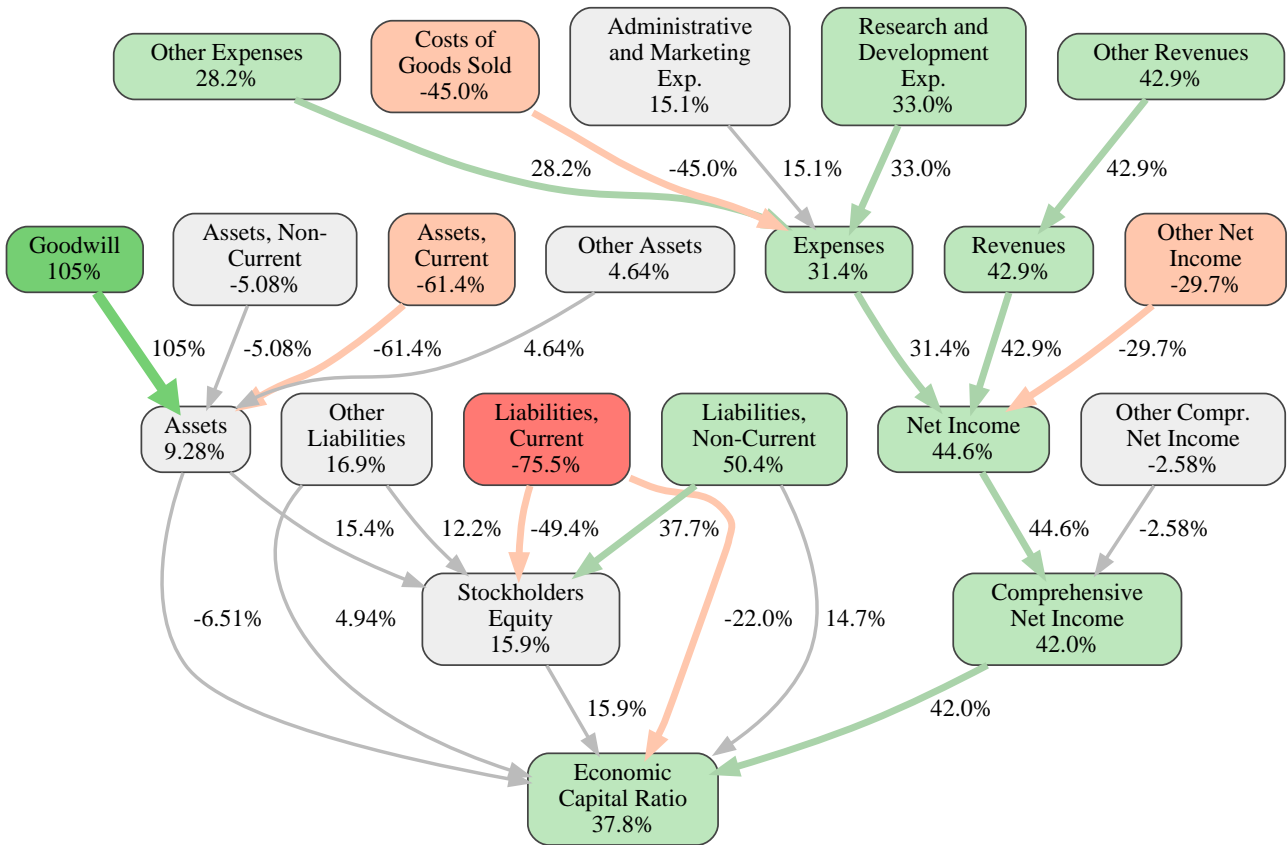 Other Expenses
28.2%
Costs of
Goods Sold
-45.0%
Administrative
and Marketing
Exp.
15.1%
Research and
Development
Exp.
33.0%
Other Revenues
42.9%
28.2%
-45.0%
15.1%
33.0%
42.9%
Goodwill
105%
Assets, Non-
Current
-5.08%
Assets,
Current
-61.4%
Other Assets
4.64%
Expenses
31.4%
Revenues
42.9%
Other Net
Income
-29.7%
105%
-5.08%
-61.4%
4.64%
31.4%
42.9%
-29.7%
Assets
9.28%
Other
Liabilities
16.9%
Liabilities,
Current
-75.5%
Liabilities,
Non-Current
50.4%
Net Income
44.6%
Other Compr.
Net Income
-2.58%
15.4%
12.2%
-49.4%
37.7%
44.6%
-2.58%
Stockholders
Equity
15.9%
Comprehensive
Net Income
42.0%
-6.51%
4.94%
-22.0%
14.7%
15.9%
42.0%
Economic
Capital Ratio
37.8%